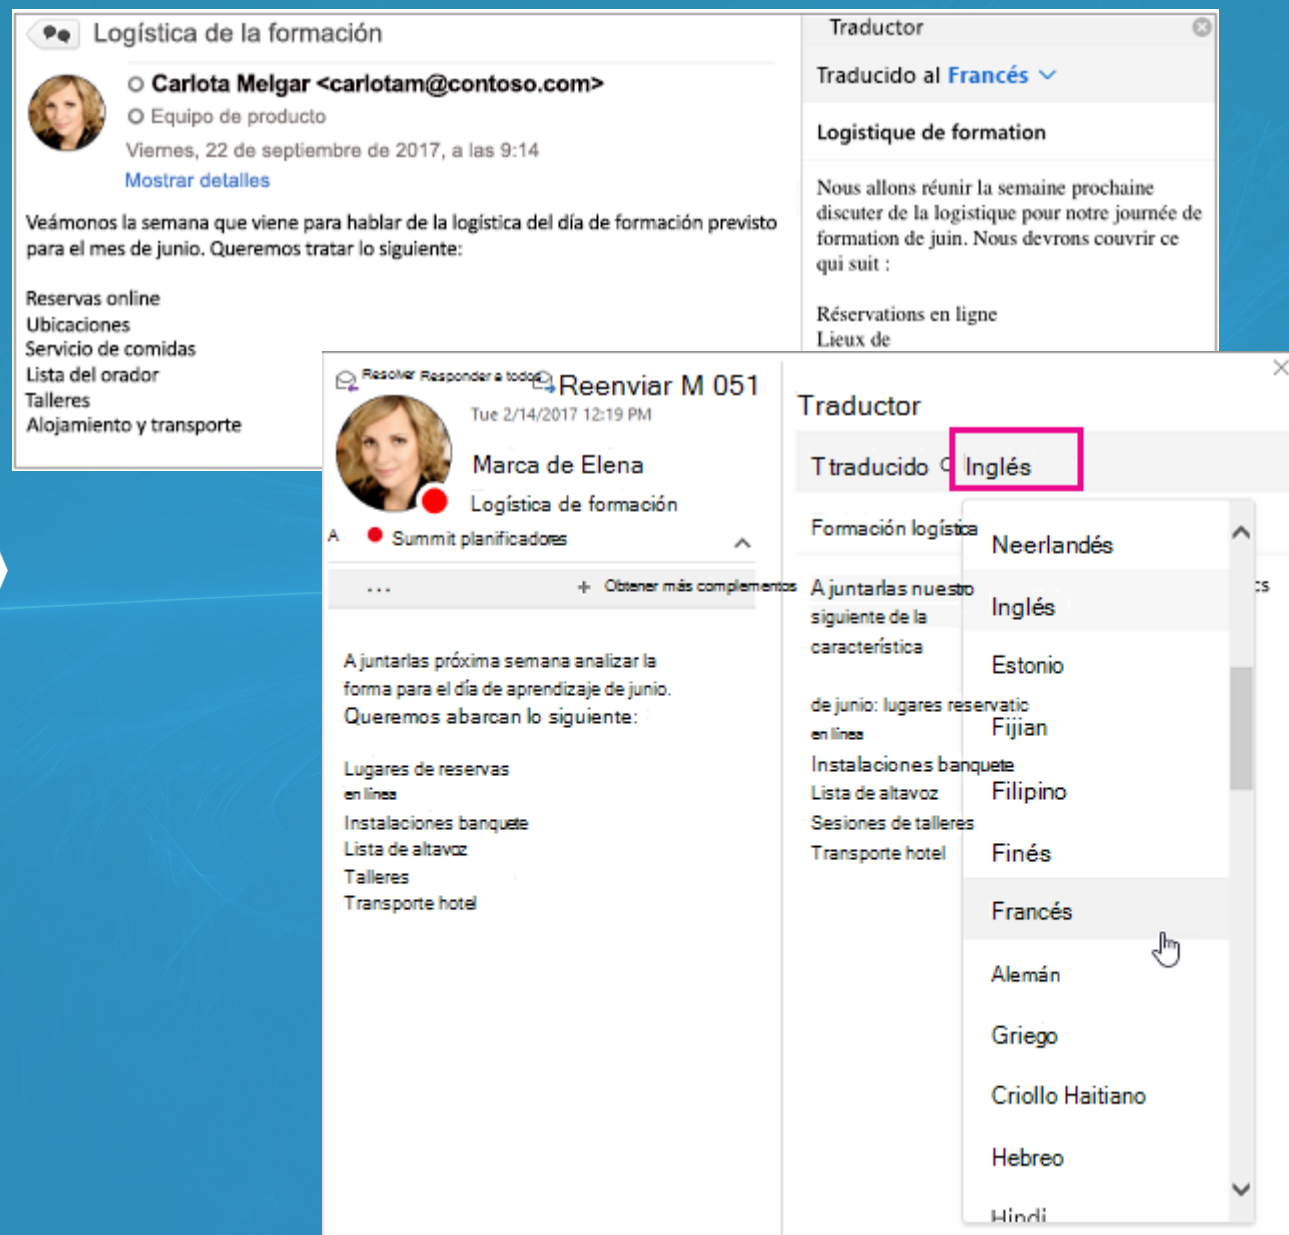 Logística de la formación
Carlota Melgar <carlotam@contoso.com>
Equipo de producto
Viernes, 22 de septiembre de 2017, a las 9:14
Mostrar detalles
Veámonos la semana que viene para hablar de la logística del día de formación previsto
para el mes de junio. Queremos tratar lo siguiente:
Reservas online
Ubicaciones
Servicio de comidas
Lista del orador
Talleres
Alojamiento y transporte
Traductor
Traducido al Francés
Logistique de formation
Nous allons réunir la semaine prochaine
discuter de la logistique pour notre journée de
formation de juin. Nous devrons couvrir ce
qui suit :
Réservations en ligne
Lieux de
Resolver Responder a todos Reenviar M 051
Tue 2/14/2017 12:19 PM
Marca de Elena
Logística de formación
A Summit planificadores
... + Obtener más complementos
A juntarlas próxima semana analizar la
forma para el día de aprendizaje de junio.
Queremos abarcan lo siguiente:
Lugares de reservas
en línea
Instalaciones banquete
Lista de altavoz
Talleres
Transporte hotel
Traductor
T traducido Inglés
Formación logística
A juntarlas nuestro
siguiente de la
característica
de junio: lugares reservatic
en línea
Instalaciones banquete
Lista de altavoz
Sesiones de talleres
Transporte hotel
Neerlandés
Inglés
Estonio
Fijian
Filipino
Finés
Francés
Alemán
Griego
Criollo Haitiano
Hebreo
Hindi